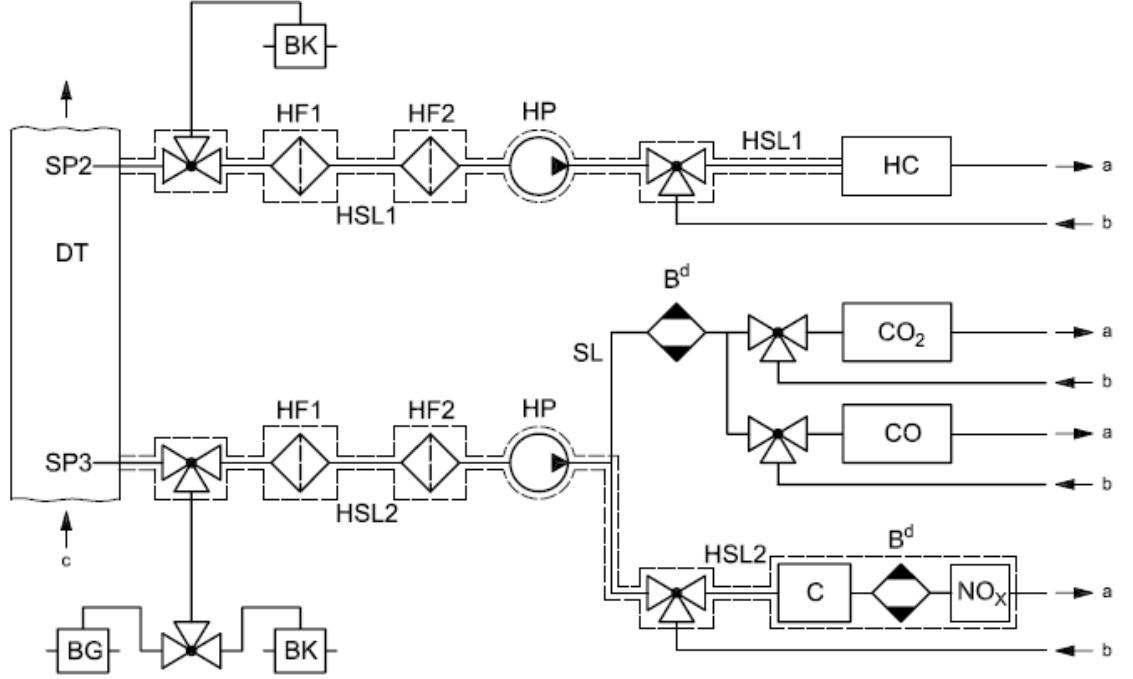 BK
HF1
HF2
HP
HSL1
SP2
HC
a
HSL1
b
DT
B^d
SL
CO₂
a
b
HF1
HF2
HP
CO
a
SP3
b
HSL2
HSL2
B^d
c
C
NO_X
a
BG
BK
b